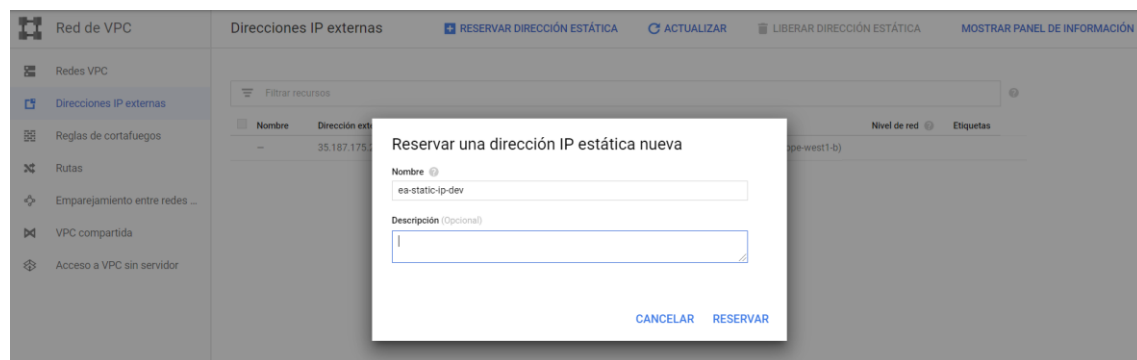 Red de VPC
Direcciones IP externas
RESERVAR DIRECCIÓN ESTÁTICA
ACTUALIZAR
LIBERAR DIRECCIÓN ESTÁTICA
MOSTRAR PANEL DE INFORMACIÓN
Redes VPC
Direcciones IP externas
Reglas de cortafuegos
Rutas
Emparejamiento entre redes ...
VPC compartida
Acceso a VPC sin servidor
Filtrar recursos
Nombre
Nivel de red
Etiquetas
–
Reservar una dirección IP estática nueva
Nombre
ea-static-ip-dev
Descripción (Opcional)
CANCELAR RESERVAR